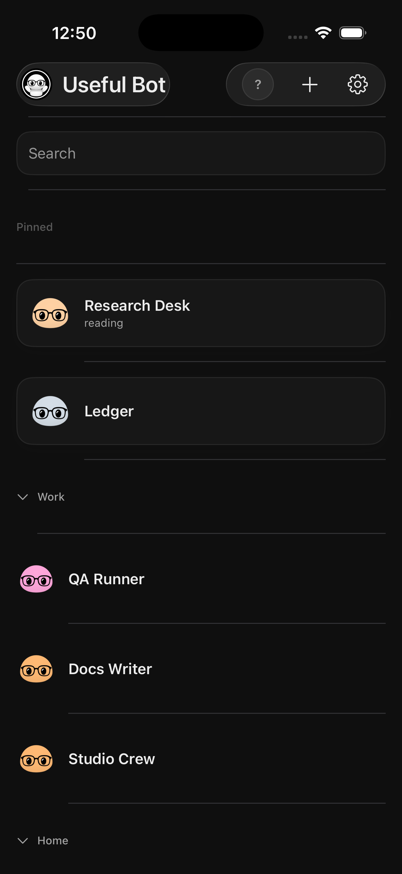 12:50
Useful Bot
?
Search
Pinned
Research Desk
reading
Ledger
Work
QA Runner
Docs Writer
Studio Crew
Home